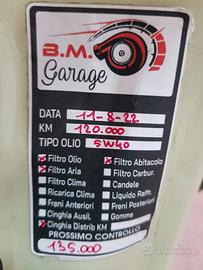 B.M.
Garage
DATA 11-8-22
KM 120.000
TIPO OLIO 5W40
Filtro Olio Filtro Abitacolo
Filtro Aria Filtro Carbur.
Filtro Clima Candele
Ricarica Clima Liquido Raff.
Freni Anteriori Freni Posteriori
Cinghia Ausil. Gomme
Cinghia Distrib KM
PROSSIMO CONTROLLO
135.000
subito